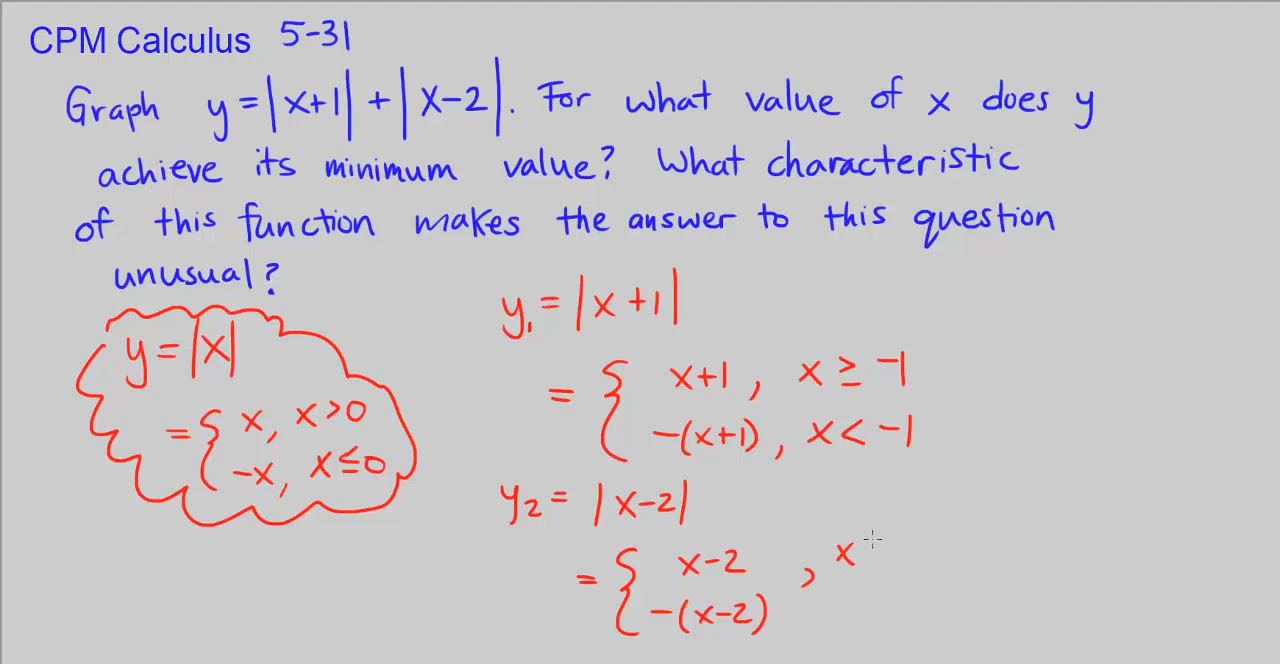 CPM Calculus 5-31
Graph y = |x+1| + |x-2|. For what value of x does y
achieve its minimum value? What characteristic
of this function makes the answer to this question
unusual?
y = |x|
= { x, x>0
-x, x≤0
y₁ = |x+1|
= { x+1, x ≥ -1
-(x+1), x < -1
y₂ = |x-2|
= { x-2, x
-(x-2)